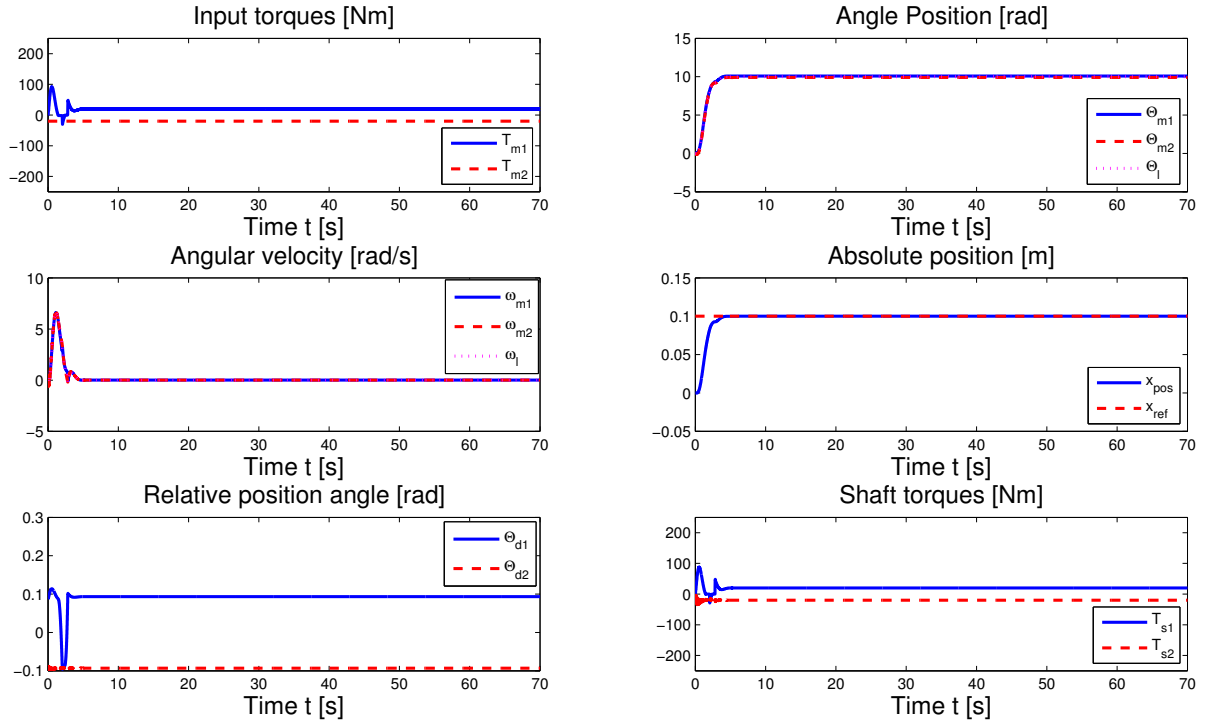 Input torques [Nm]
200
100
0
−100
−200
T_m1
T_m2
0 10 20 30 40 50 60 70
Time t [s]
Angle Position [rad]
15
10
5
0
−5
Θ_m1
Θ_m2
Θ_l
0 10 20 30 40 50 60 70
Time t [s]
Angular velocity [rad/s]
10
5
0
−5
ω_m1
ω_m2
ω_l
0 10 20 30 40 50 60 70
Time t [s]
Absolute position [m]
0.15
0.1
0.05
0
−0.05
x_pos
x_ref
0 10 20 30 40 50 60 70
Time t [s]
Relative position angle [rad]
0.3
0.2
0.1
0
−0.1
Θ_d1
Θ_d2
0 10 20 30 40 50 60 70
Time t [s]
Shaft torques [Nm]
200
100
0
−100
−200
T_s1
T_s2
0 10 20 30 40 50 60 70
Time t [s]